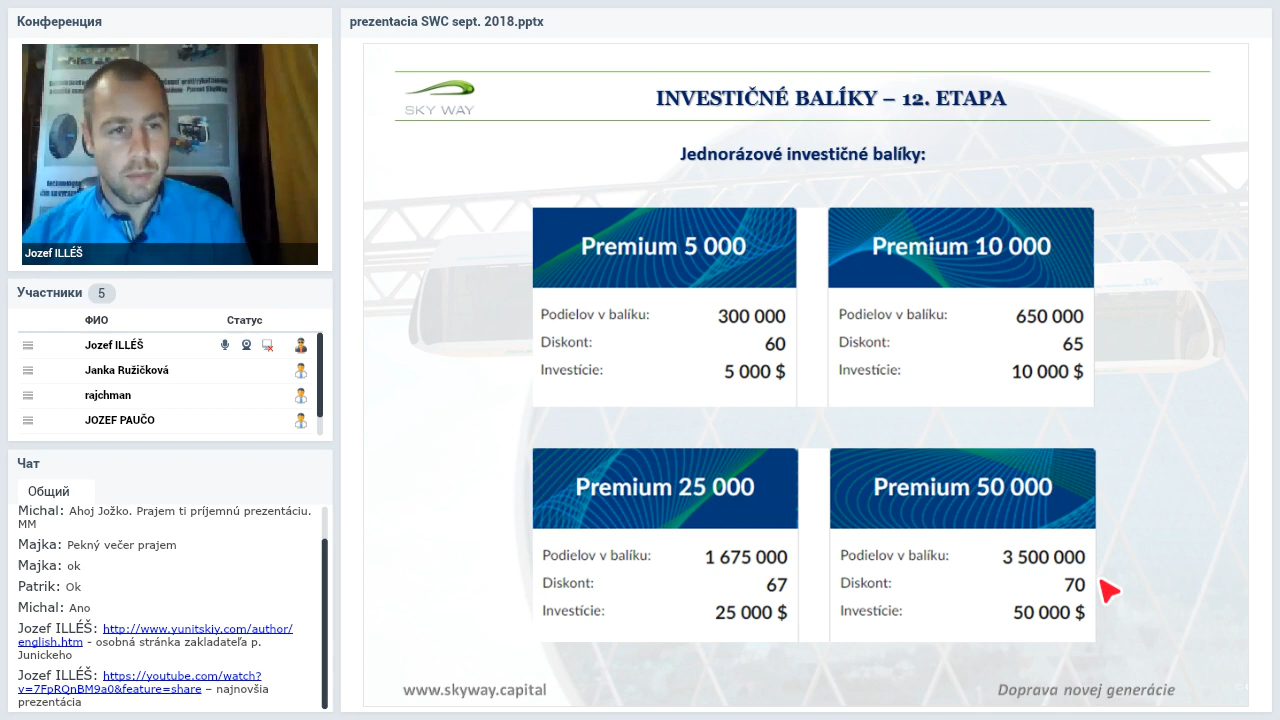 Конференция
Jozef ILLÉŠ
Участники 5
ФИО Статус
Jozef ILLÉŠ
Janka Ružičková
rajchman
JOZEF PAUČO
Чат
Общий
Michal: Ahoj Jožko. Prajem ti príjemnú prezentáciu.
MM
Majka: Pekný večer prajem
Majka: ok
Patrik: Ok
Michal: Ano
Jozef ILLÉŠ: http://www.yunitskiy.com/author/
english.htm - osobná stránka zakladateľa p.
Junickeho
Jozef ILLÉŠ: https://youtube.com/watch?
v=7FpRQnBM9a0&feature=share – najnovšia
prezentácia
prezentacia SWC sept. 2018.pptx
SKY WAY
INVESTIČNÉ BALÍKY – 12. ETAPA
Jednorázové investičné balíky:
Premium 5 000
Podielov v balíku: 300 000
Diskont: 60
Investície: 5 000 $
Premium 10 000
Podielov v balíku: 650 000
Diskont: 65
Investície: 10 000 $
Premium 25 000
Podielov v balíku: 1 675 000
Diskont: 67
Investície: 25 000 $
Premium 50 000
Podielov v balíku: 3 500 000
Diskont: 70
Investície: 50 000 $
www.skyway.capital
Doprava novej generácie